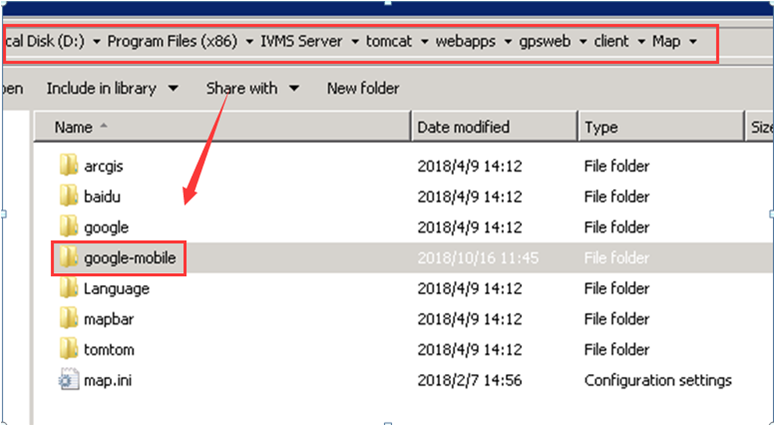 cal Disk (D:) Program Files (x86) IVMS Server tomcat webapps gpsweb client Map
pen Include in library Share with New folder
Name Date modified Type Size
arcgis 2018/4/9 14:12 File folder
baidu 2018/4/9 14:12 File folder
google 2018/4/9 14:12 File folder
google-mobile 2018/10/16 11:45 File folder
Language 2018/4/9 14:12 File folder
mapbar 2018/4/9 14:12 File folder
tomtom 2018/4/9 14:12 File folder
map.ini 2018/2/7 14:56 Configuration settings